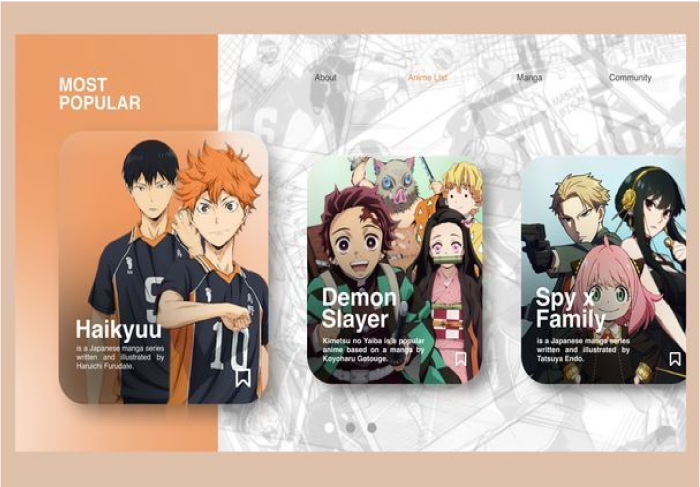 About
Anime List
Manga
Community
MOST
POPULAR
Haikyuu
is a Japanese manga series
written and illustrated by
Haruichi Furudate.
10
Demon
Slayer
Kimetsu no Yaiba is a popular
anime based on a manga by
Koyoharu Gotouge.
Spy x
Family
is a Japanese manga series
written and illustrated by
Tatsuya Endo.